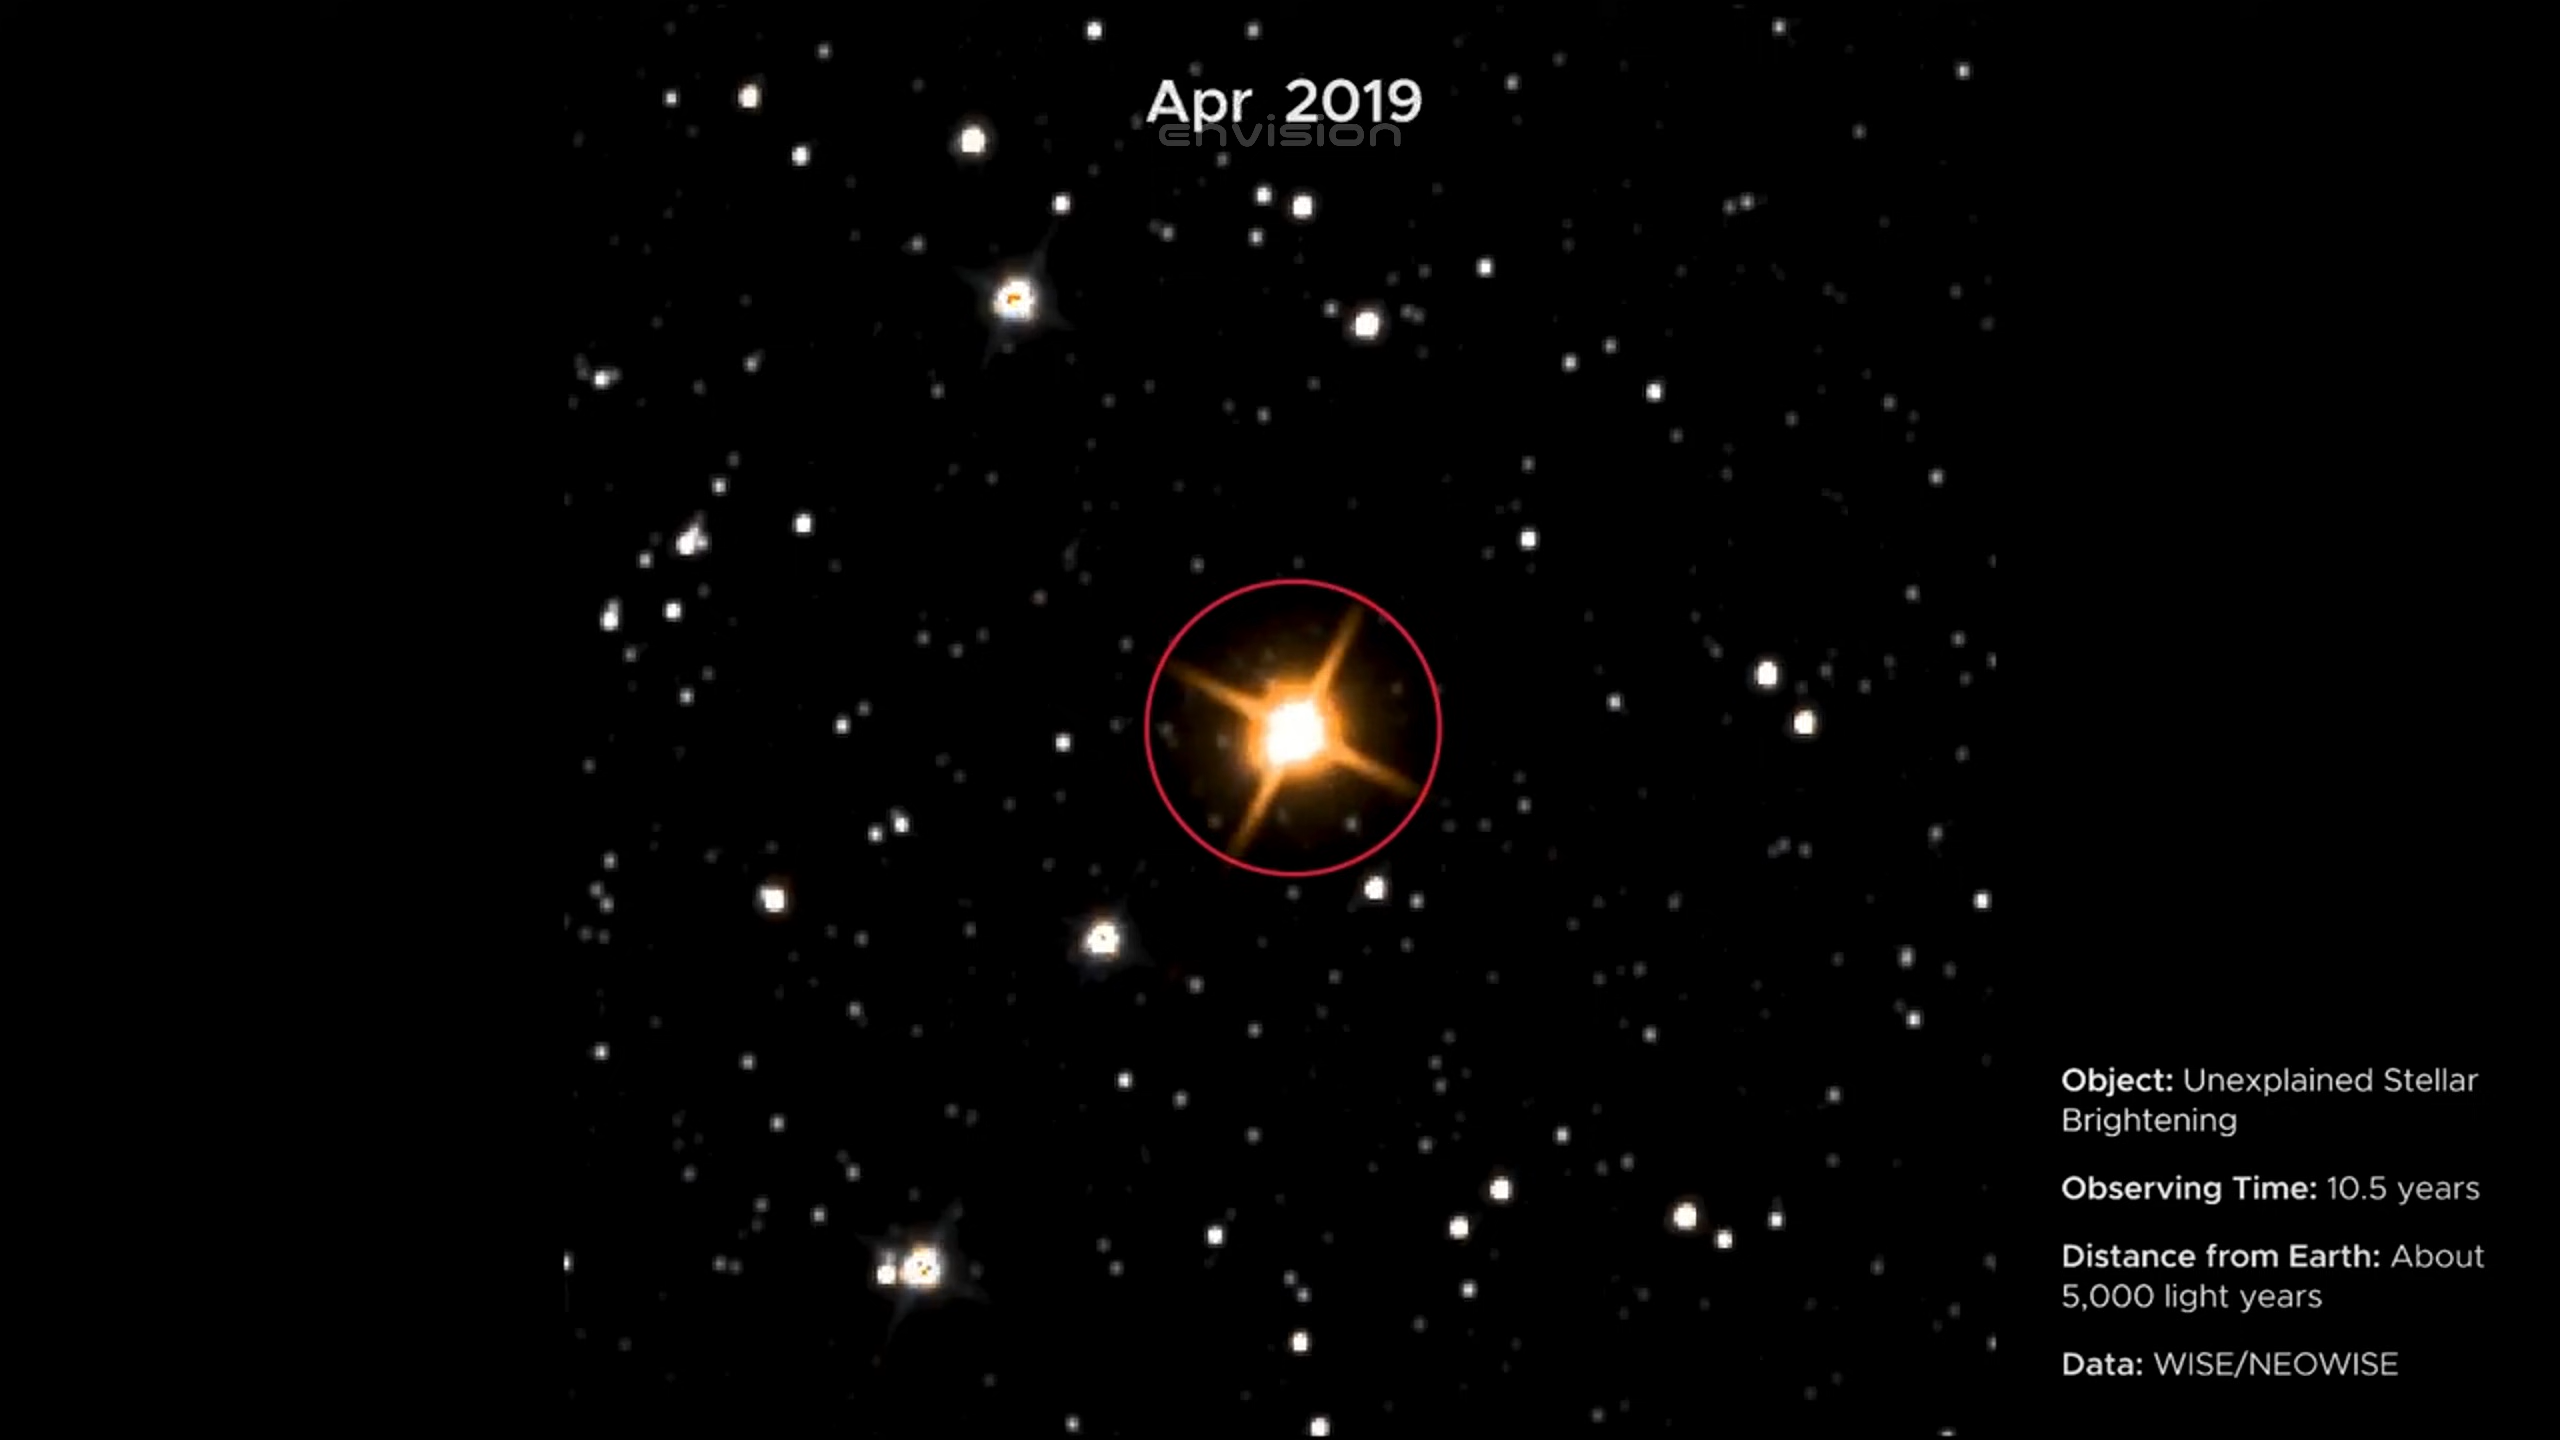 Apr 2019
envision
Object: Unexplained Stellar
Brightening
Observing Time: 10.5 years
Distance from Earth: About
5,000 light years
Data: WISE/NEOWISE